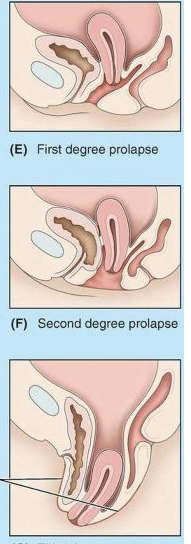 (E) First degree prolapse
(F) Second degree prolapse